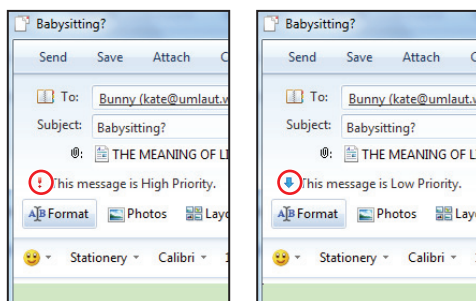 Babysitting?
Send Save Attach
To: Bunny (kate@umlaut.
Subject: Babysitting?
THE MEANING OF
This message is High Priority.
Format Photos
Stationery Calibri
Babysitting?
Send Save Attach
To: Bunny (kate@umlaut.
Subject: Babysitting?
THE MEANING OF
This message is Low Priority.
Format Photos
Stationery Calibri